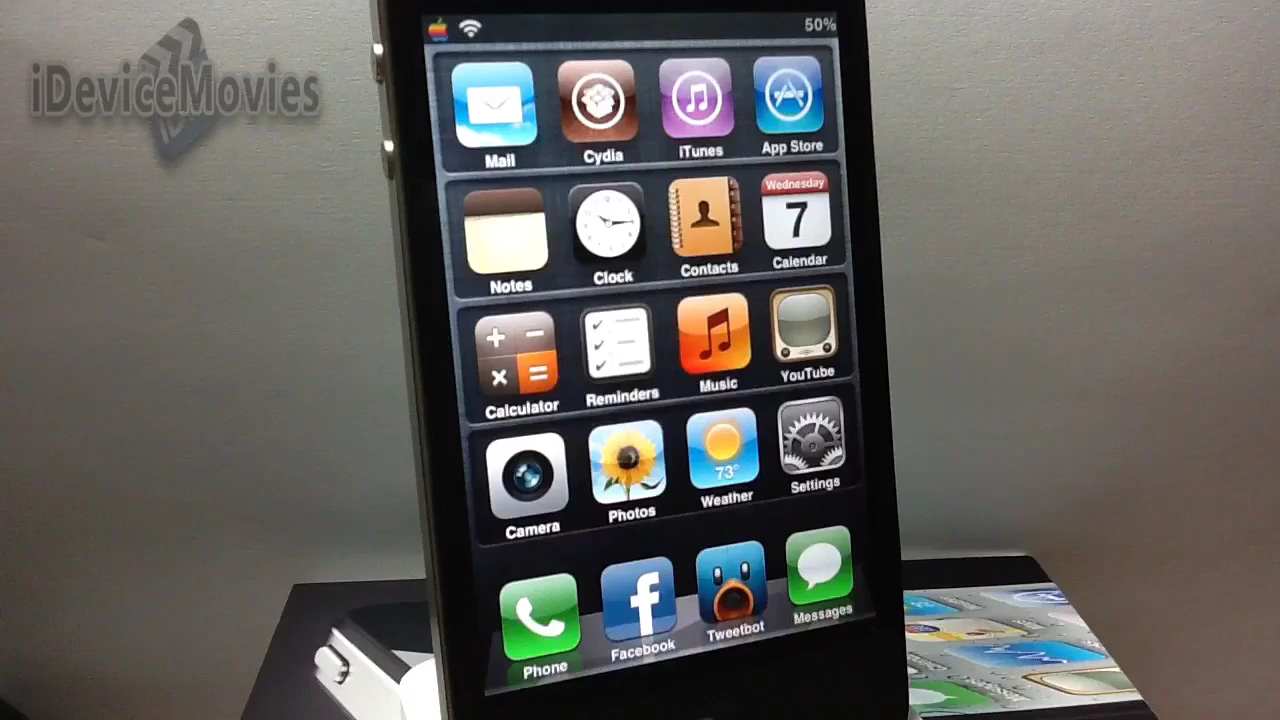 iDeviceMovies
50%
Mail Cydia iTunes App Store
Wednesday
7
Notes Clock Contacts Calendar
Calculator Reminders Music YouTube
73°
Camera Photos Weather Settings
Phone Facebook Tweetbot Messages